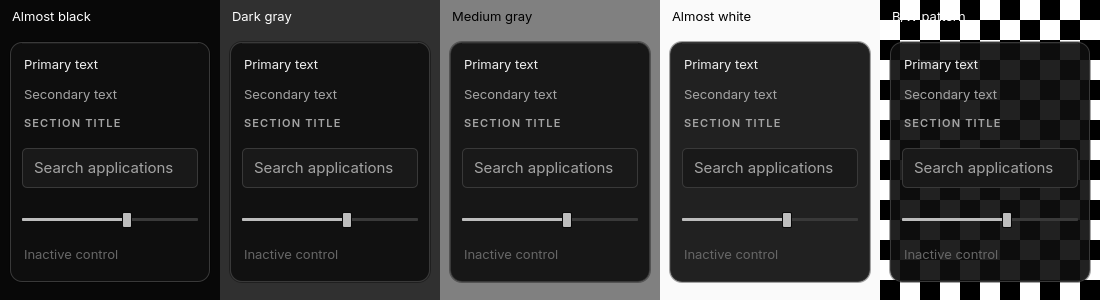 Almost black
Primary text
Secondary text
SECTION TITLE
Search applications
Inactive control
Dark gray
Primary text
Secondary text
SECTION TITLE
Search applications
Inactive control
Medium gray
Primary text
Secondary text
SECTION TITLE
Search applications
Inactive control
Almost white
Primary text
Secondary text
SECTION TITLE
Search applications
Inactive control
B/W pattern
Primary text
Secondary text
SECTION TITLE
Search applications
Inactive control